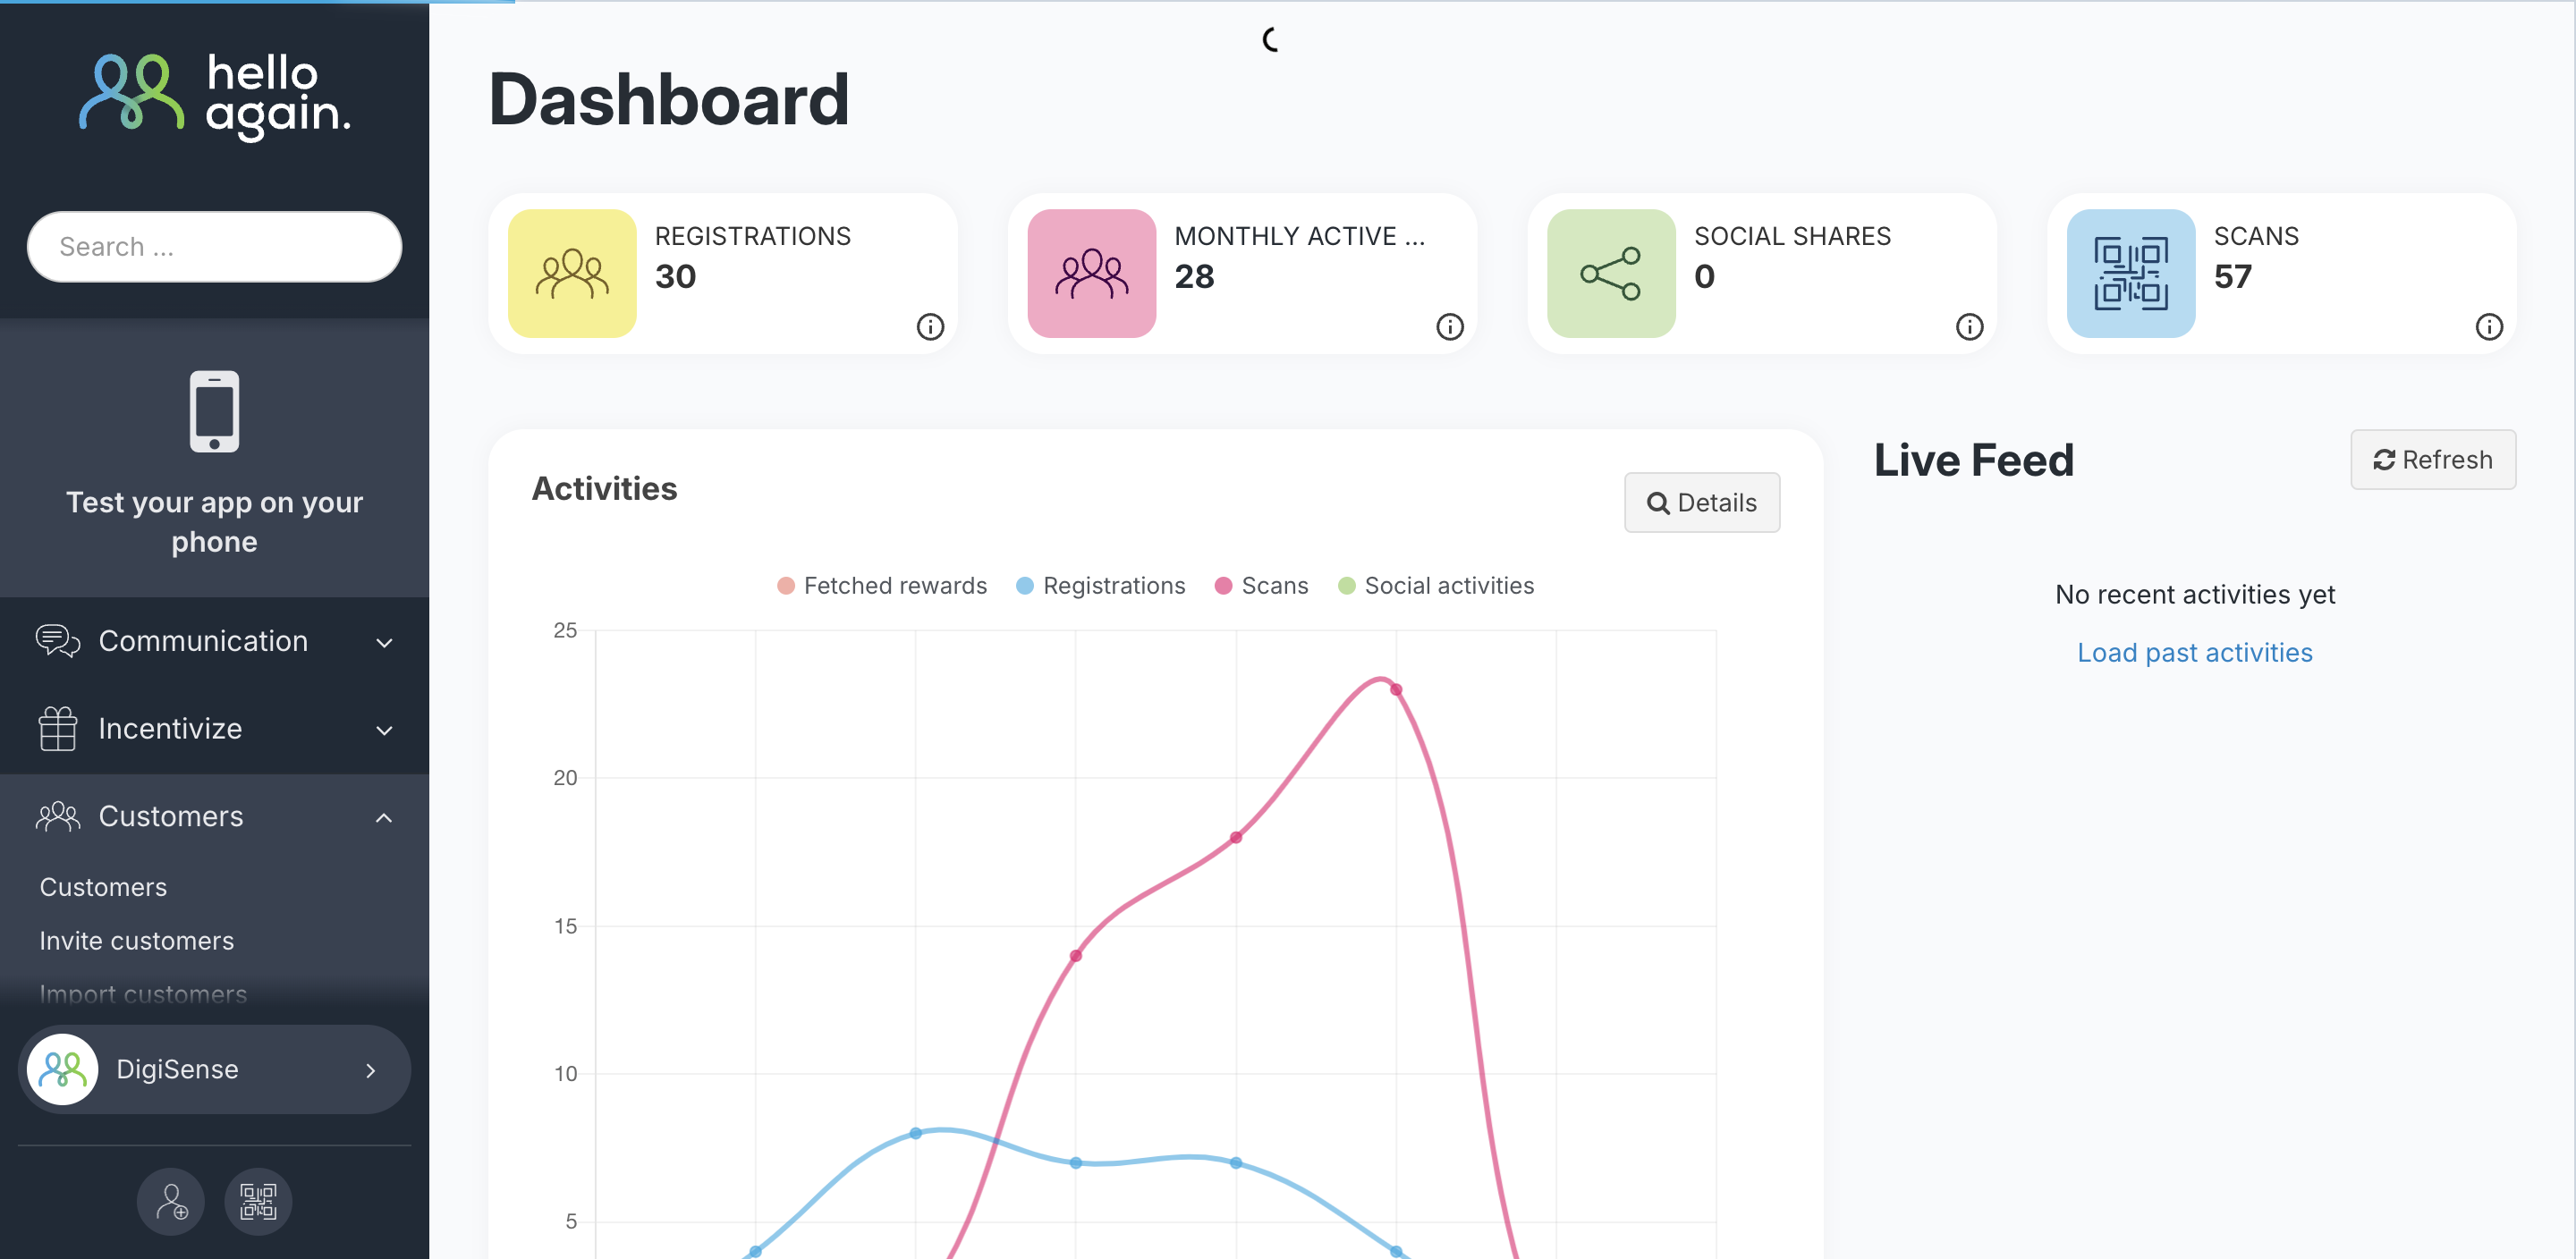 hello
again.
Search ...
Test your app on your
phone
Communication
Incentivize
Customers
Customers
Invite customers
Import customers
DigiSense
Dashboard
REGISTRATIONS
30
MONTHLY ACTIVE ...
28
SOCIAL SHARES
0
SCANS
57
Activities
Details
Fetched rewards
Registrations
Scans
Social activities
25
20
15
10
5
Live Feed
Refresh
No recent activities yet
Load past activities